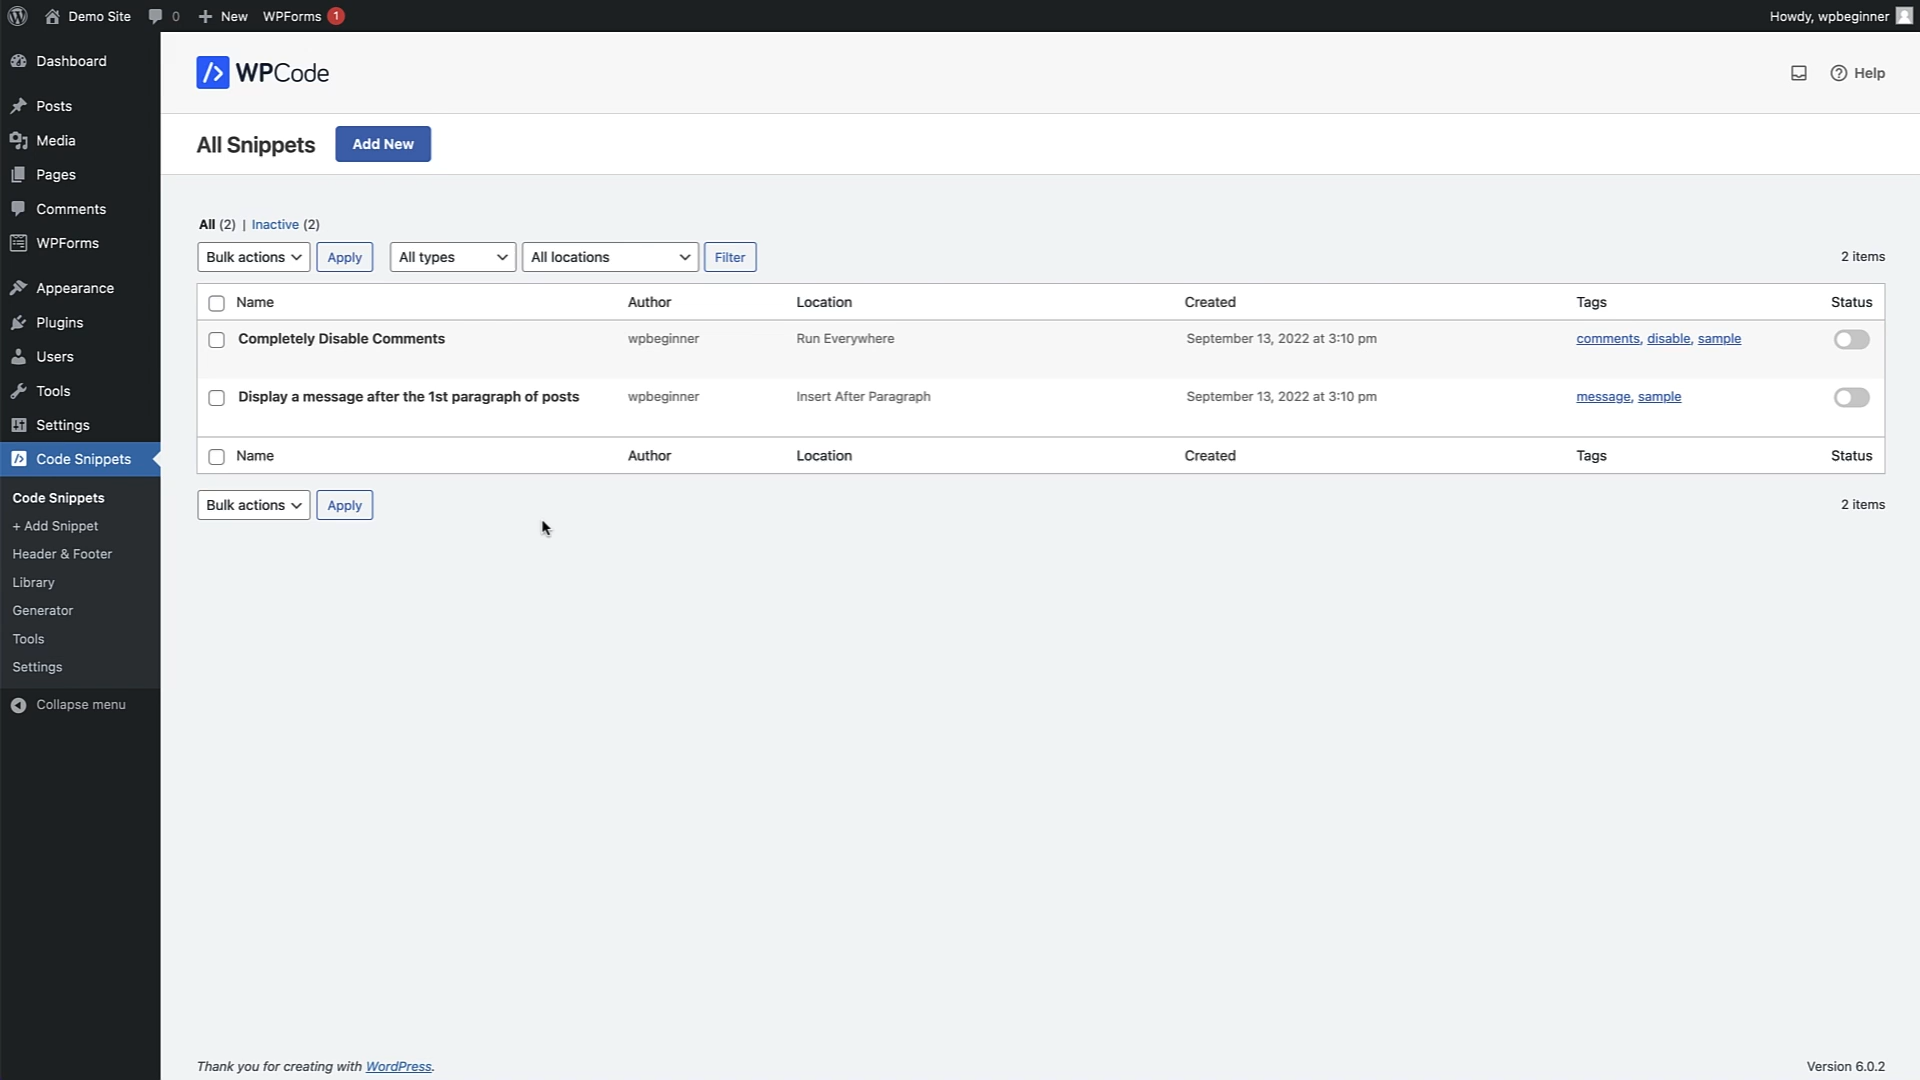 Demo Site 0 New WPForms 1 Howdy, wpbeginner
Dashboard
Posts
Media
Pages
Comments
WPForms
Appearance
Plugins
Users
Tools
Settings
Code Snippets
Code Snippets
+ Add Snippet
Header & Footer
Library
Generator
Tools
Settings
Collapse menu
WPCode Help
All Snippets Add New
All (2) | Inactive (2)
Bulk actions Apply All types All locations Filter 2 items
Name Author Location Created Tags Status
Completely Disable Comments wpbeginner Run Everywhere September 13, 2022 at 3:10 pm comments, disable, sample
Display a message after the 1st paragraph of posts wpbeginner Insert After Paragraph September 13, 2022 at 3:10 pm message, sample
Name Author Location Created Tags Status
Bulk actions Apply 2 items
Thank you for creating with WordPress. Version 6.0.2